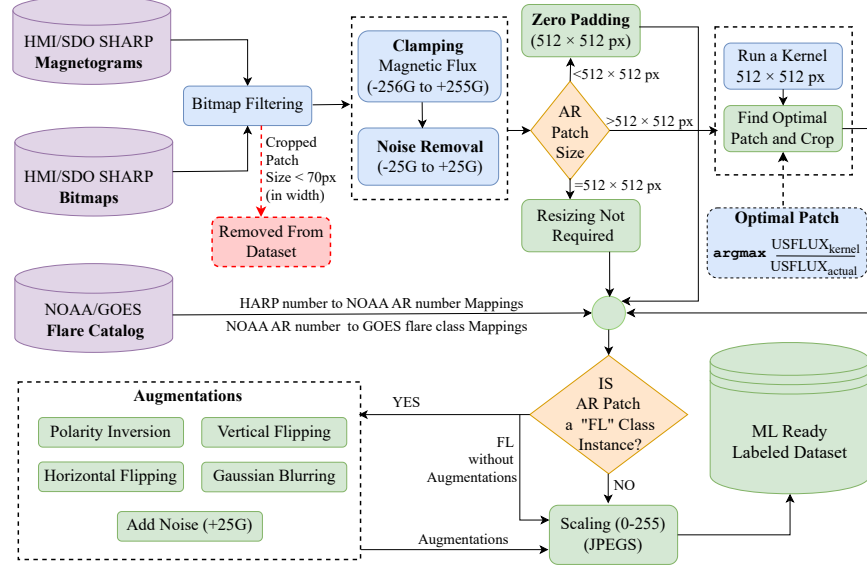 HMI/SDO SHARP
Magnetograms
HMI/SDO SHARP
Bitmaps
NOAA/GOES
Flare Catalog
Bitmap Filtering
Cropped
Patch
Size < 70px
(in width)
Removed From
Dataset
Clamping
Magnetic Flux
(-256G to +255G)
Noise Removal
(-25G to +25G)
Zero Padding
(512 × 512 px)
<512 × 512 px
AR
Patch
Size
>512 × 512 px
=512 × 512 px
Resizing Not
Required
Run a Kernel
512 × 512 px
Find Optimal
Patch and Crop
Optimal Patch
argmax USFLUXkernel
USFLUXactual
HARP number to NOAA AR number Mappings
NOAA AR number to GOES flare class Mappings
IS
AR Patch
a "FL" Class
Instance?
YES
NO
FL
without
Augmentations
Augmentations
Polarity Inversion
Vertical Flipping
Horizontal Flipping
Gaussian Blurring
Add Noise (+25G)
Augmentations
Scaling (0-255)
(JPEGS)
ML Ready
Labeled Dataset